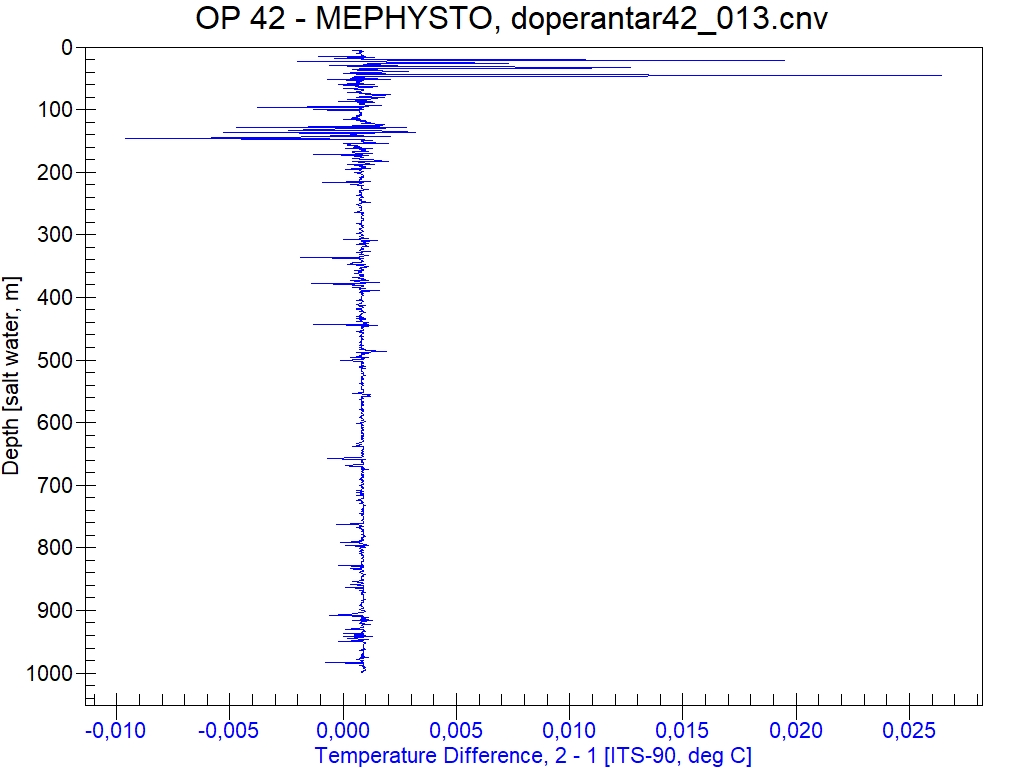 OP 42 - MEPHYSTO, doperantar42_013.cnv
0
100
200
300
400
500
600
700
800
900
1000
Depth [salt water, m]
-0,010 -0,005 0,000 0,005 0,010 0,015 0,020 0,025
Temperature Difference, 2 - 1 [ITS-90, deg C]